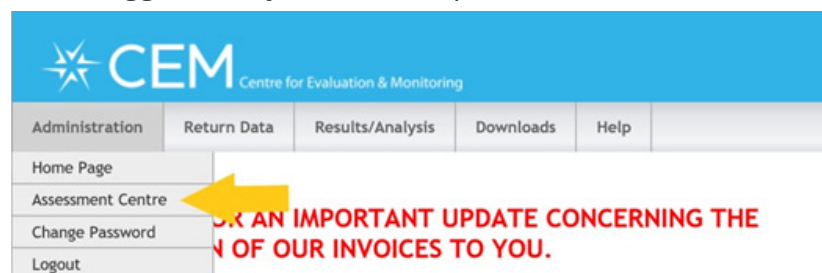 CEM Centre for Evaluation & Monitoring
Administration Return Data Results/Analysis Downloads Help
Home Page
Assessment Centre
Change Password
Logout
OR AN IMPORTANT UPDATE CONCERNING THE
N OF OUR INVOICES TO YOU.